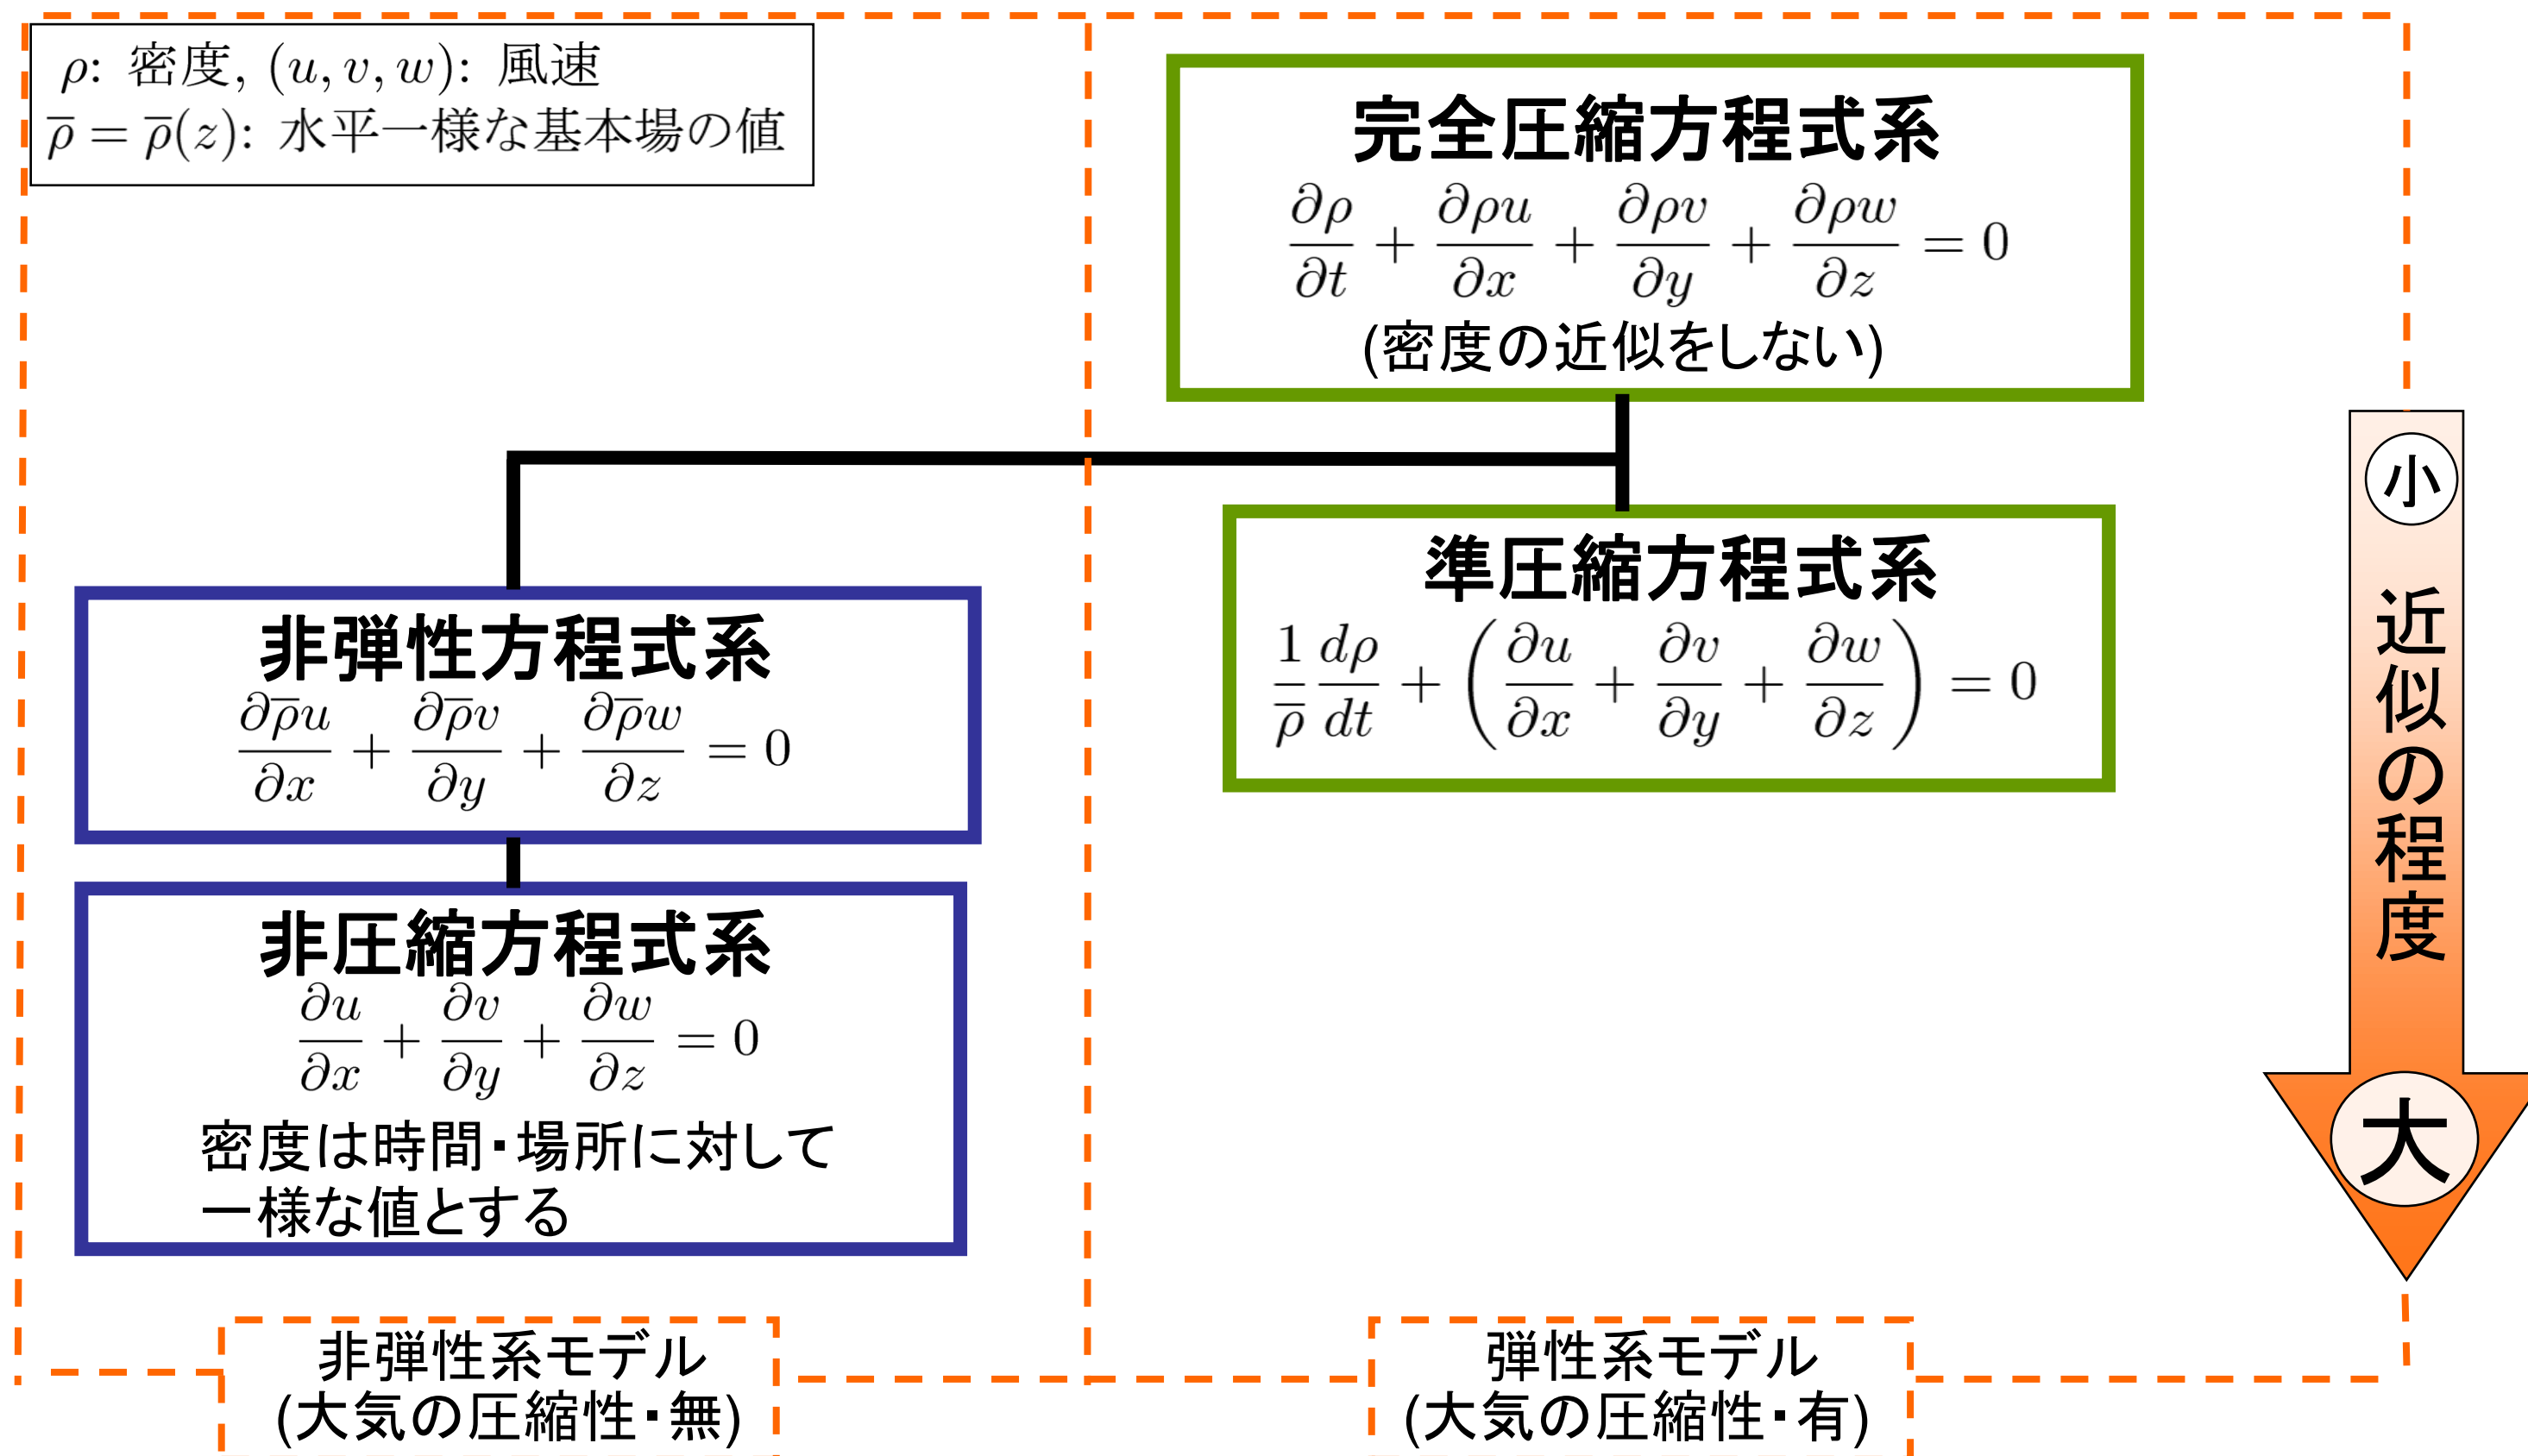 ρ: 密度, (u, v, w): 風速
ρ̅ = ρ̅(z): 水平一様な基本場の値
完全圧縮方程式系
∂ρ/∂t + ∂ρu/∂x + ∂ρv/∂y + ∂ρw/∂z = 0
(密度の近似をしない)
準圧縮方程式系
1/ρ̅ dρ/dt + (∂u/∂x + ∂v/∂y + ∂w/∂z) = 0
非弾性方程式系
∂ρ̅u/∂x + ∂ρ̅v/∂y + ∂ρ̅w/∂z = 0
非圧縮方程式系
∂u/∂x + ∂v/∂y + ∂w/∂z = 0
密度は時間・場所に対して
一様な値とする
小
近似の程度
大
非弾性系モデル
(大気の圧縮性・無)
弾性系モデル
(大気の圧縮性・有)